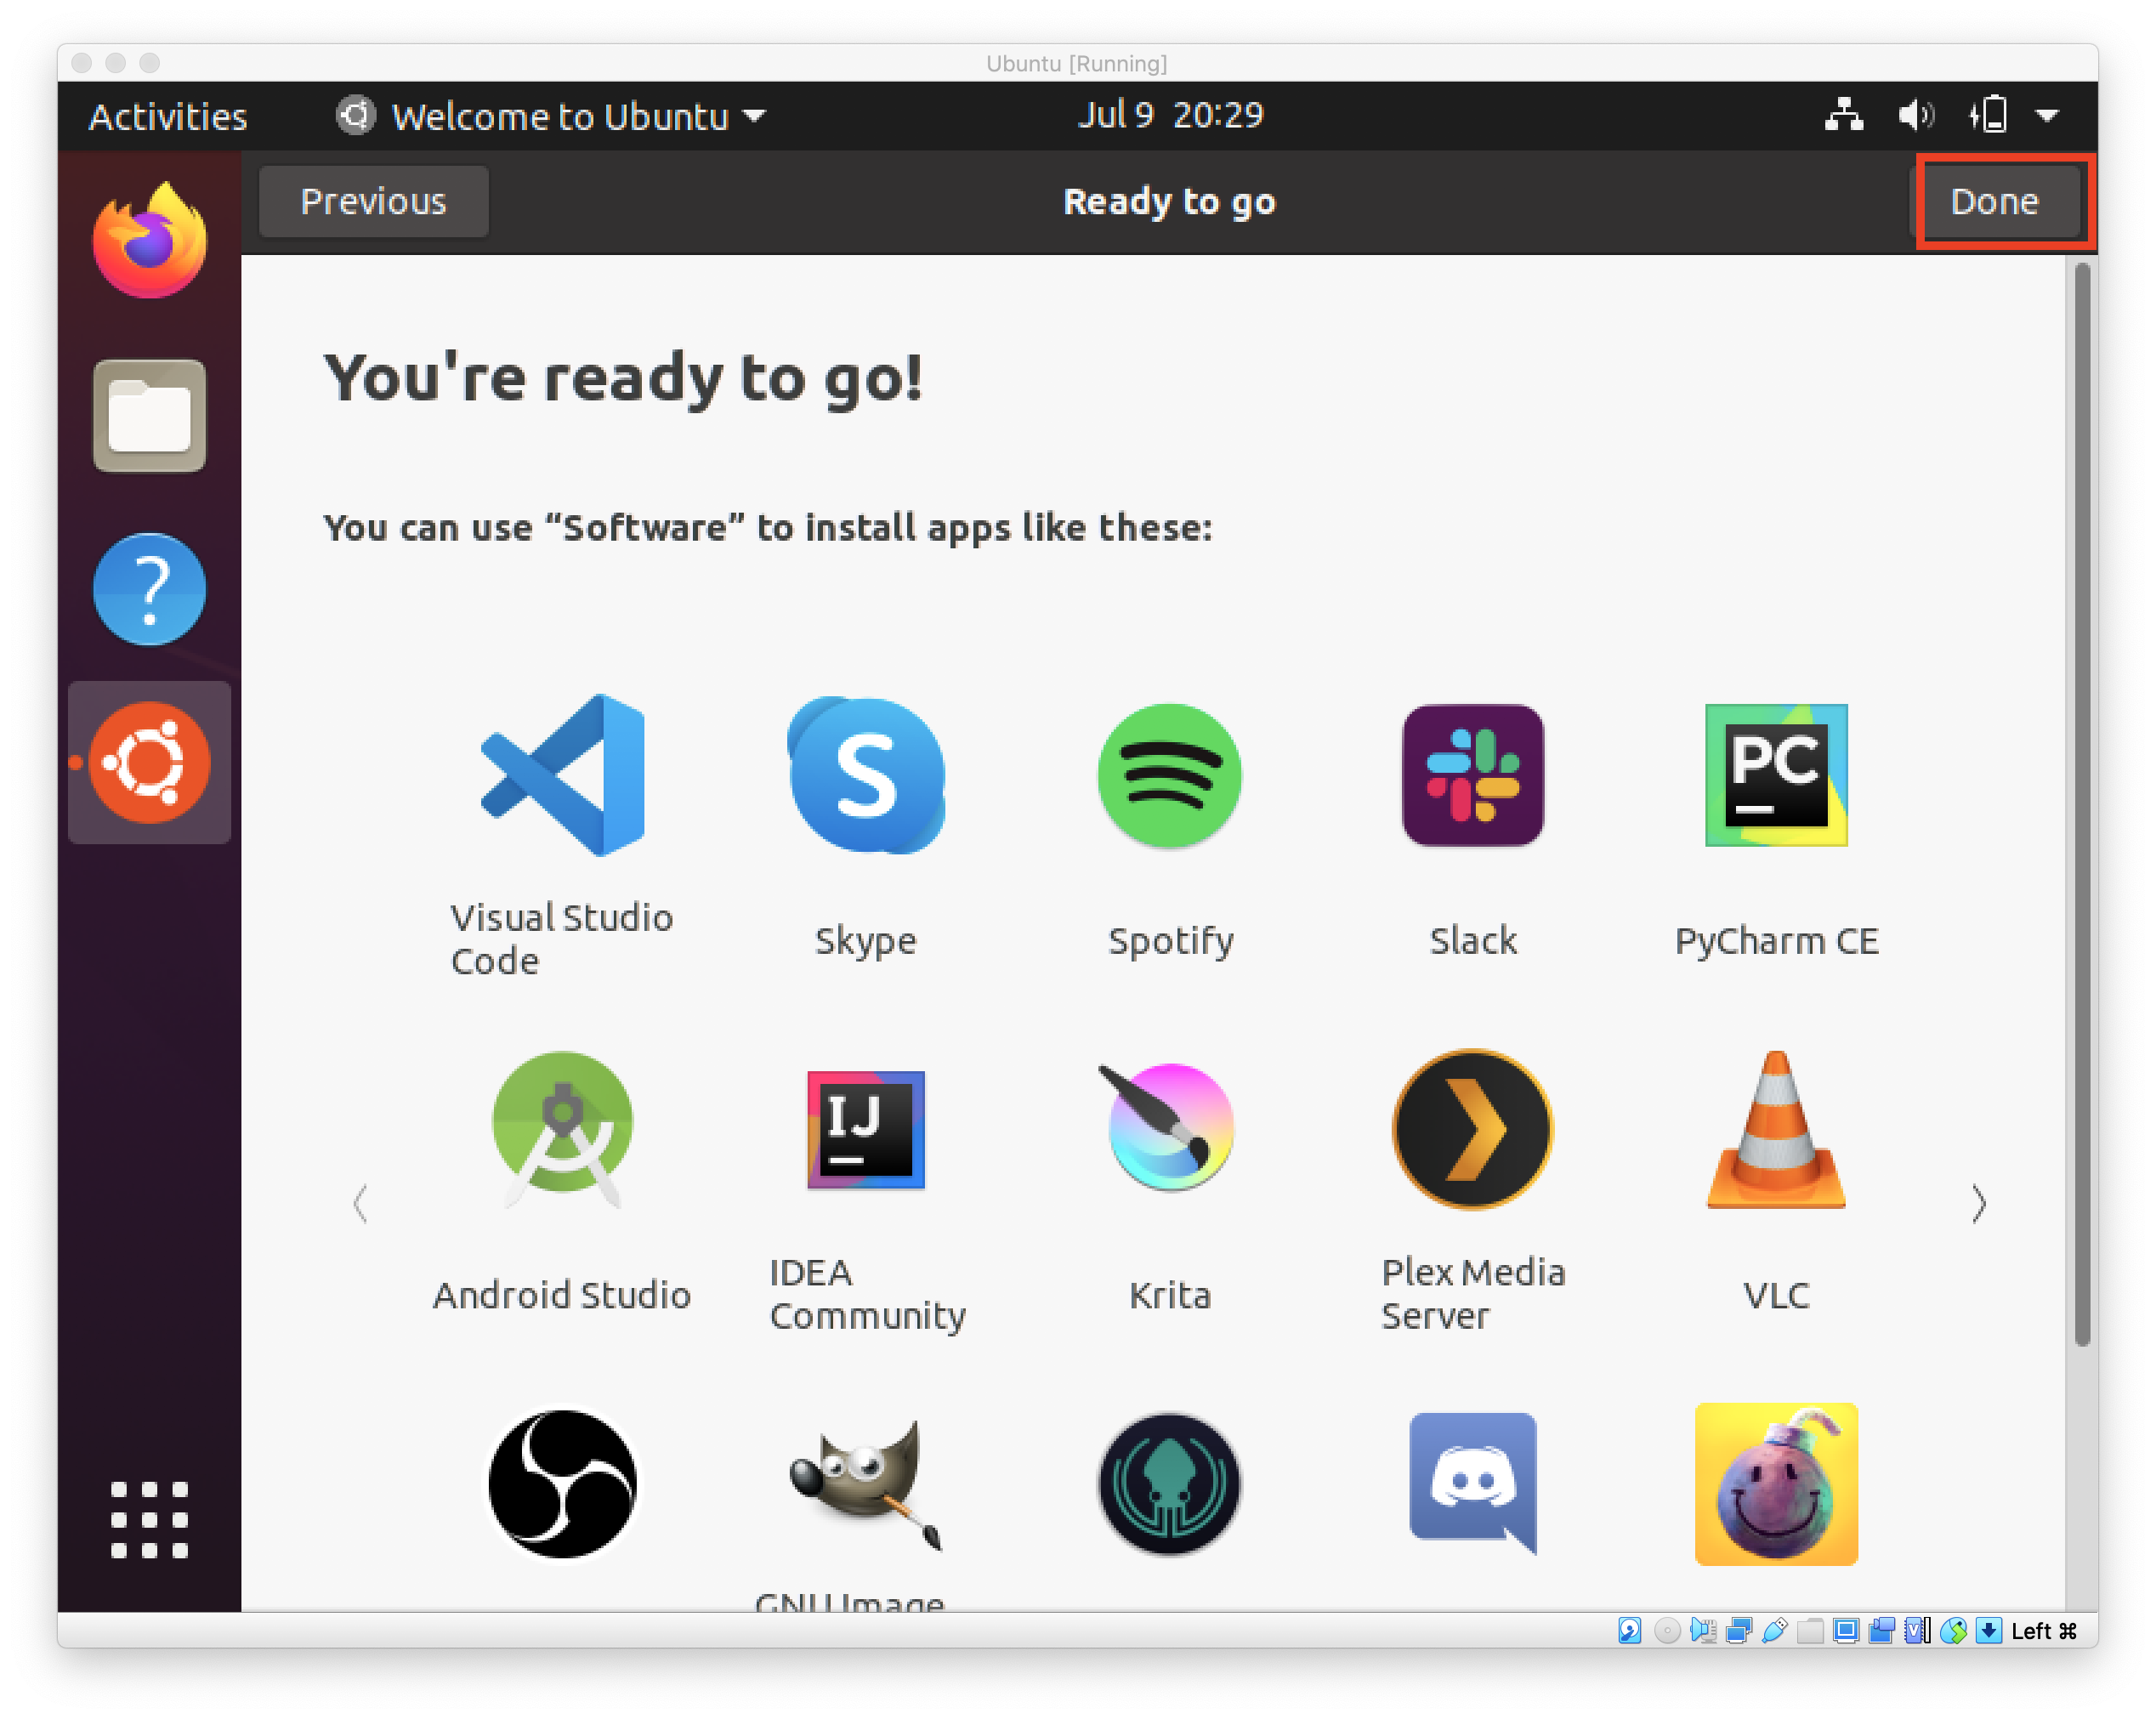 Ubuntu [Running]
Activities
Welcome to Ubuntu
Jul 9 20:29
Previous
Ready to go
Done
You're ready to go!
You can use “Software” to install apps like these:
S
PC
Visual Studio
Code
Skype
Spotify
Slack
PyCharm CE
IJ
Android Studio
IDEA
Community
Krita
Plex Media
Server
VLC
GNU Image
Left ⌘